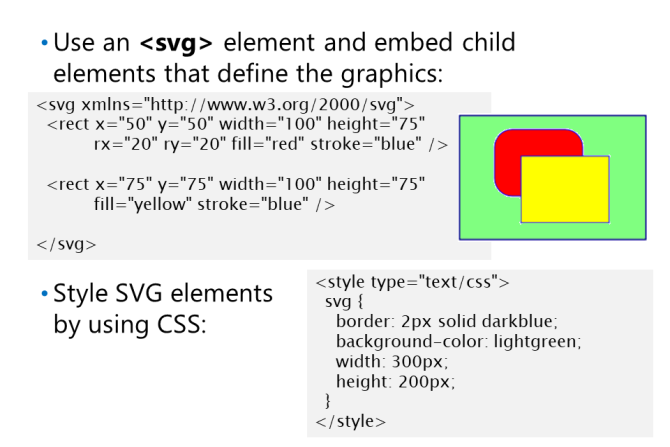 • Use an <svg> element and embed child
elements that define the graphics:
<svg xmlns="http://www.w3.org/2000/svg">
<rect x="50" y="50" width="100" height="75"
rx="20" ry="20" fill="red" stroke="blue" />
<rect x="75" y="75" width="100" height="75"
fill="yellow" stroke="blue" />
</svg>
• Style SVG elements
by using CSS:
<style type="text/css">
svg {
border: 2px solid darkblue;
background-color: lightgreen;
width: 300px;
height: 200px;
}
</style>